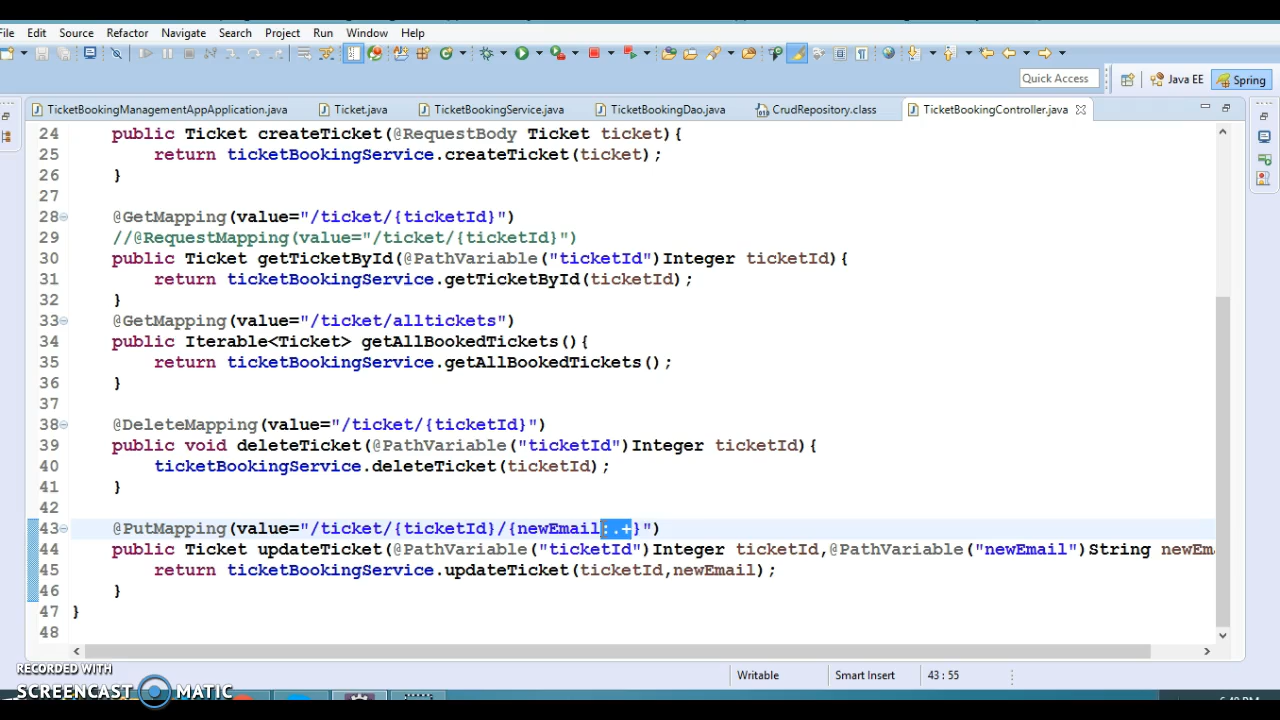 File Edit Source Refactor Navigate Search Project Run Window Help
Quick Access Java EE Spring
TicketBookingManagementAppApplication.java Ticket.java TicketBookingService.java TicketBookingDao.java CrudRepository.class TicketBookingController.java
24 public Ticket createTicket(@RequestBody Ticket ticket){
25 return ticketBookingService.createTicket(ticket);
26 }
27
28 @GetMapping(value="/ticket/{ticketId}")
29 //@RequestMapping(value="/ticket/{ticketId}")
30 public Ticket getTicketById(@PathVariable("ticketId")Integer ticketId){
31 return ticketBookingService.getTicketById(ticketId);
32 }
33 @GetMapping(value="/ticket/alltickets")
34 public Iterable<Ticket> getAllBookedTickets(){
35 return ticketBookingService.getAllBookedTickets();
36 }
37
38 @DeleteMapping(value="/ticket/{ticketId}")
39 public void deleteTicket(@PathVariable("ticketId")Integer ticketId){
40 ticketBookingService.deleteTicket(ticketId);
41 }
42
43 @PutMapping(value="/ticket/{ticketId}/{newEmail:.+}")
44 public Ticket updateTicket(@PathVariable("ticketId")Integer ticketId,@PathVariable("newEmail")String newEma
45 return ticketBookingService.updateTicket(ticketId,newEmail);
46 }
47 }
48
Writable Smart Insert 43 : 55
RECORDED WITH
SCREENCAST MATIC